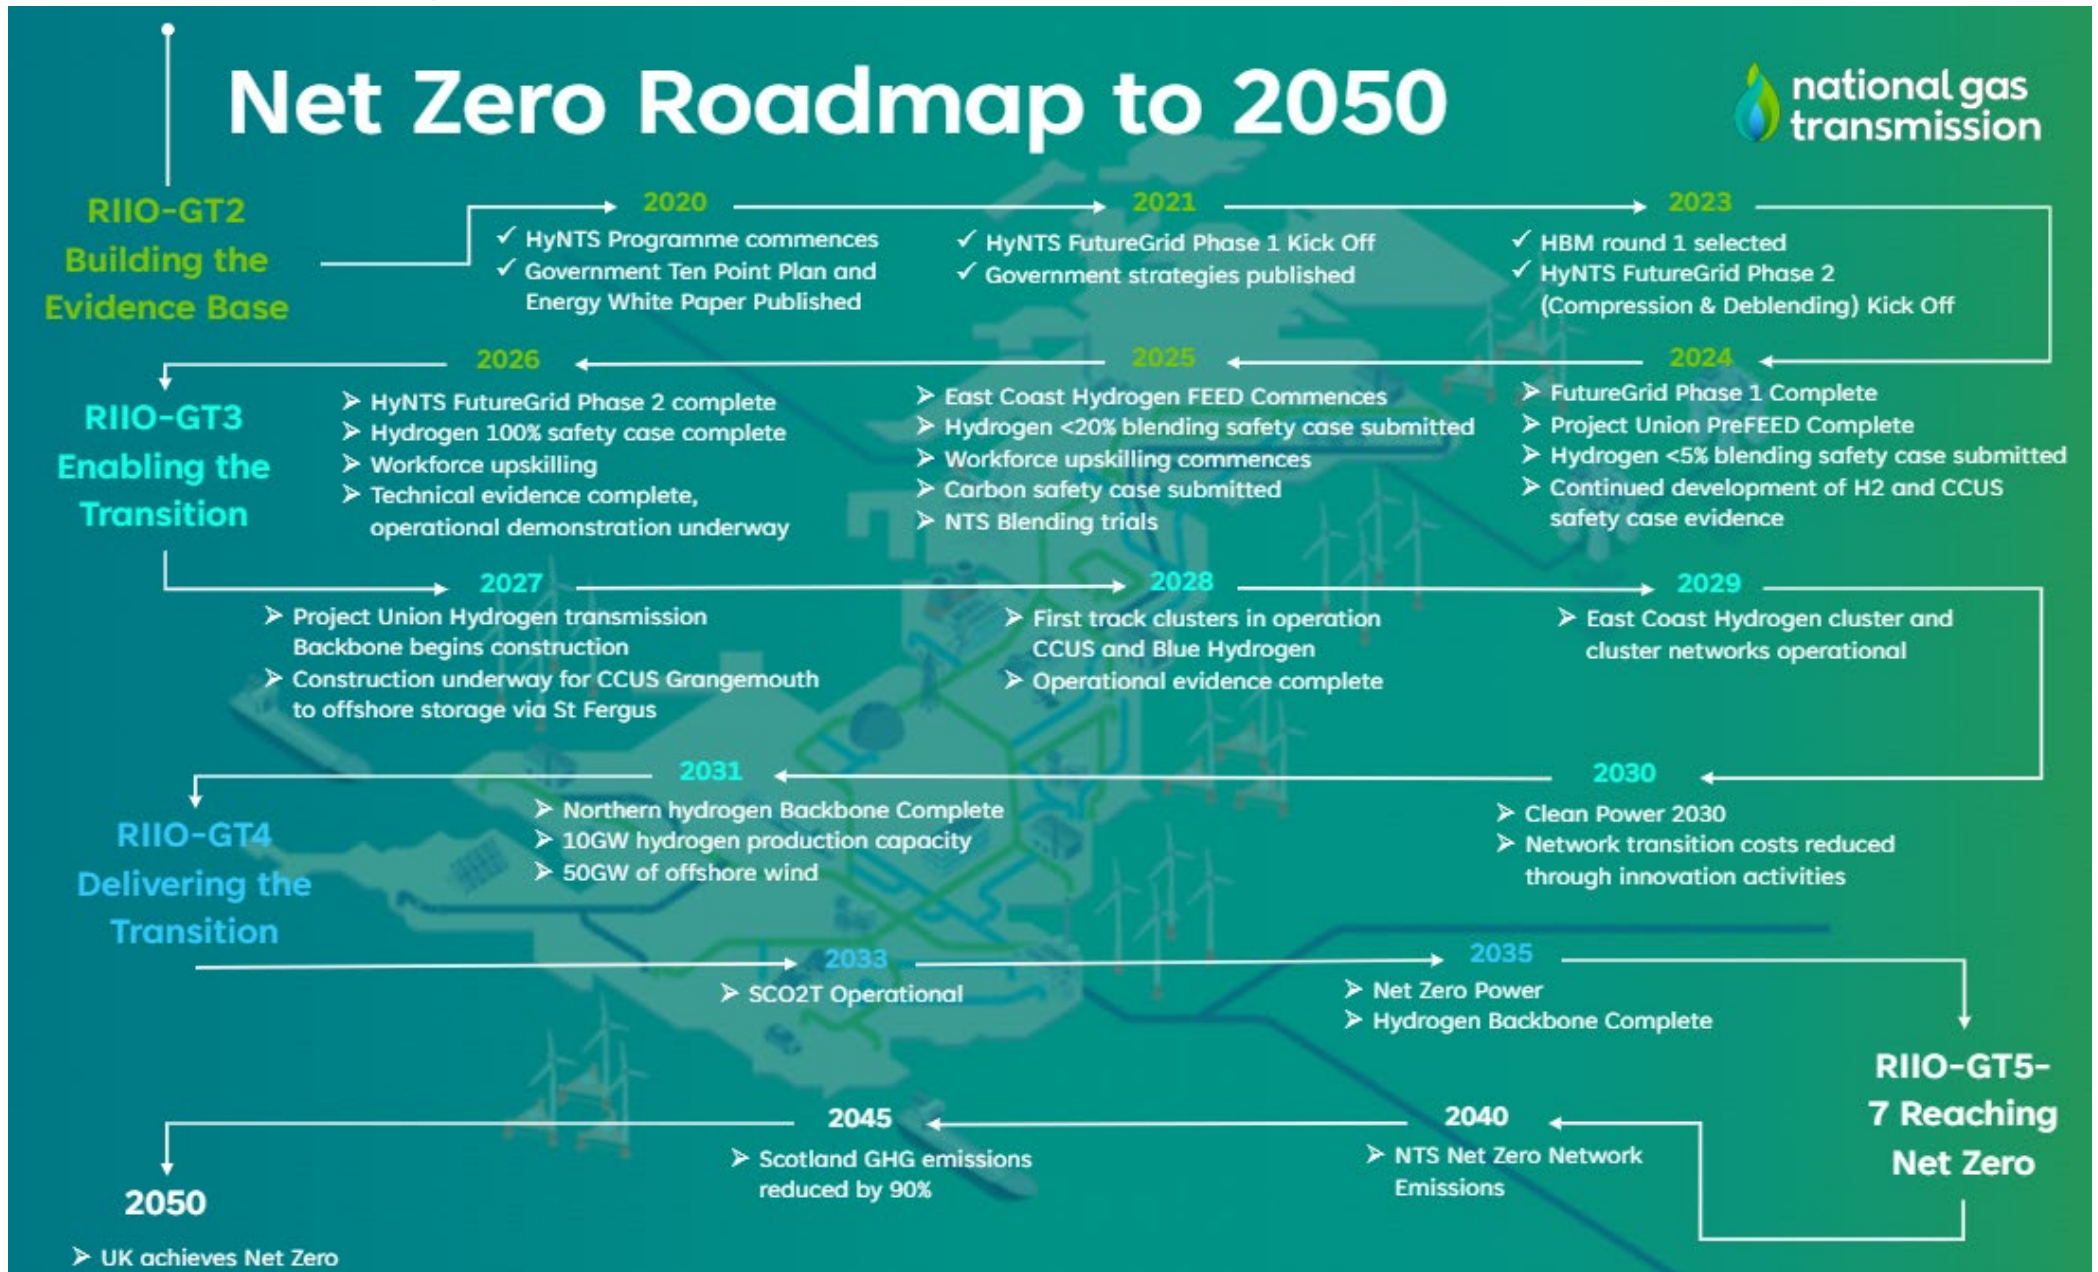 Net Zero Roadmap to 2050
national gas
transmission
RIIO-GT2
Building the
Evidence Base
2020
✓ HyNTS Programme commences
✓ Government Ten Point Plan and
Energy White Paper Published
2021
✓ HyNTS FutureGrid Phase 1 Kick Off
✓ Government strategies published
2023
✓ HBM round 1 selected
✓ HyNTS FutureGrid Phase 2
(Compression & Deblending) Kick Off
2024
➢ FutureGrid Phase 1 Complete
➢ Project Union PreFEED Complete
➢ Hydrogen <5% blending safety case submitted
➢ Continued development of H2 and CCUS
safety case evidence
2025
➢ East Coast Hydrogen FEED Commences
➢ Hydrogen <20% blending safety case submitted
➢ Workforce upskilling commences
➢ Carbon safety case submitted
➢ NTS Blending trials
2026
➢ HyNTS FutureGrid Phase 2 complete
➢ Hydrogen 100% safety case complete
➢ Workforce upskilling
➢ Technical evidence complete,
operational demonstration underway
RIIO-GT3
Enabling the
Transition
2027
➢ Project Union Hydrogen transmission
Backbone begins construction
➢ Construction underway for CCUS Grangemouth
to offshore storage via St Fergus
2028
➢ First track clusters in operation
CCUS and Blue Hydrogen
➢ Operational evidence complete
2029
➢ East Coast Hydrogen cluster and
cluster networks operational
2030
➢ Clean Power 2030
➢ Network transition costs reduced
through innovation activities
2031
➢ Northern hydrogen Backbone Complete
➢ 10GW hydrogen production capacity
➢ 50GW of offshore wind
RIIO-GT4
Delivering the
Transition
2033
➢ SCO2T Operational
2035
➢ Net Zero Power
➢ Hydrogen Backbone Complete
RIIO-GT5-
7 Reaching
Net Zero
2040
➢ NTS Net Zero Network
Emissions
2045
➢ Scotland GHG emissions
reduced by 90%
2050
➢ UK achieves Net Zero